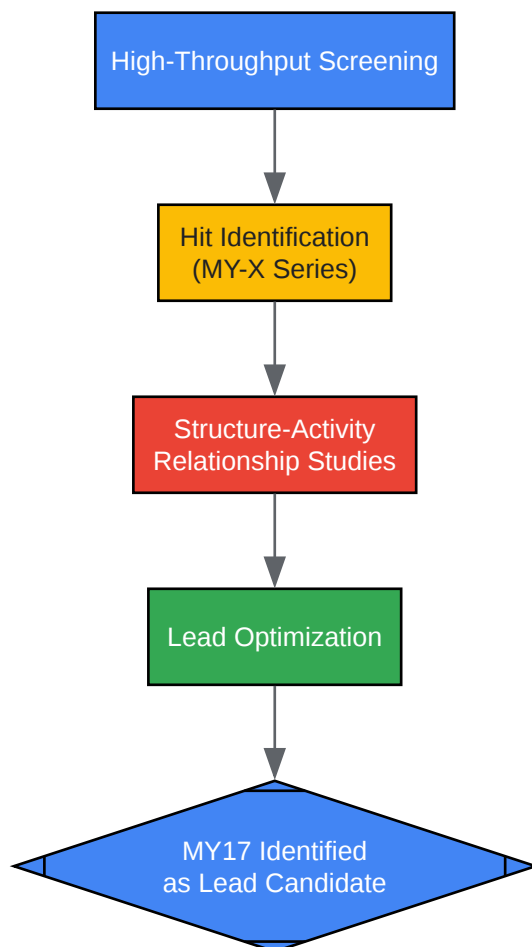 High-Throughput Screening
Hit Identification
(MY-X Series)
Structure-Activity
Relationship Studies
Lead Optimization
MY17 Identified
as Lead Candidate